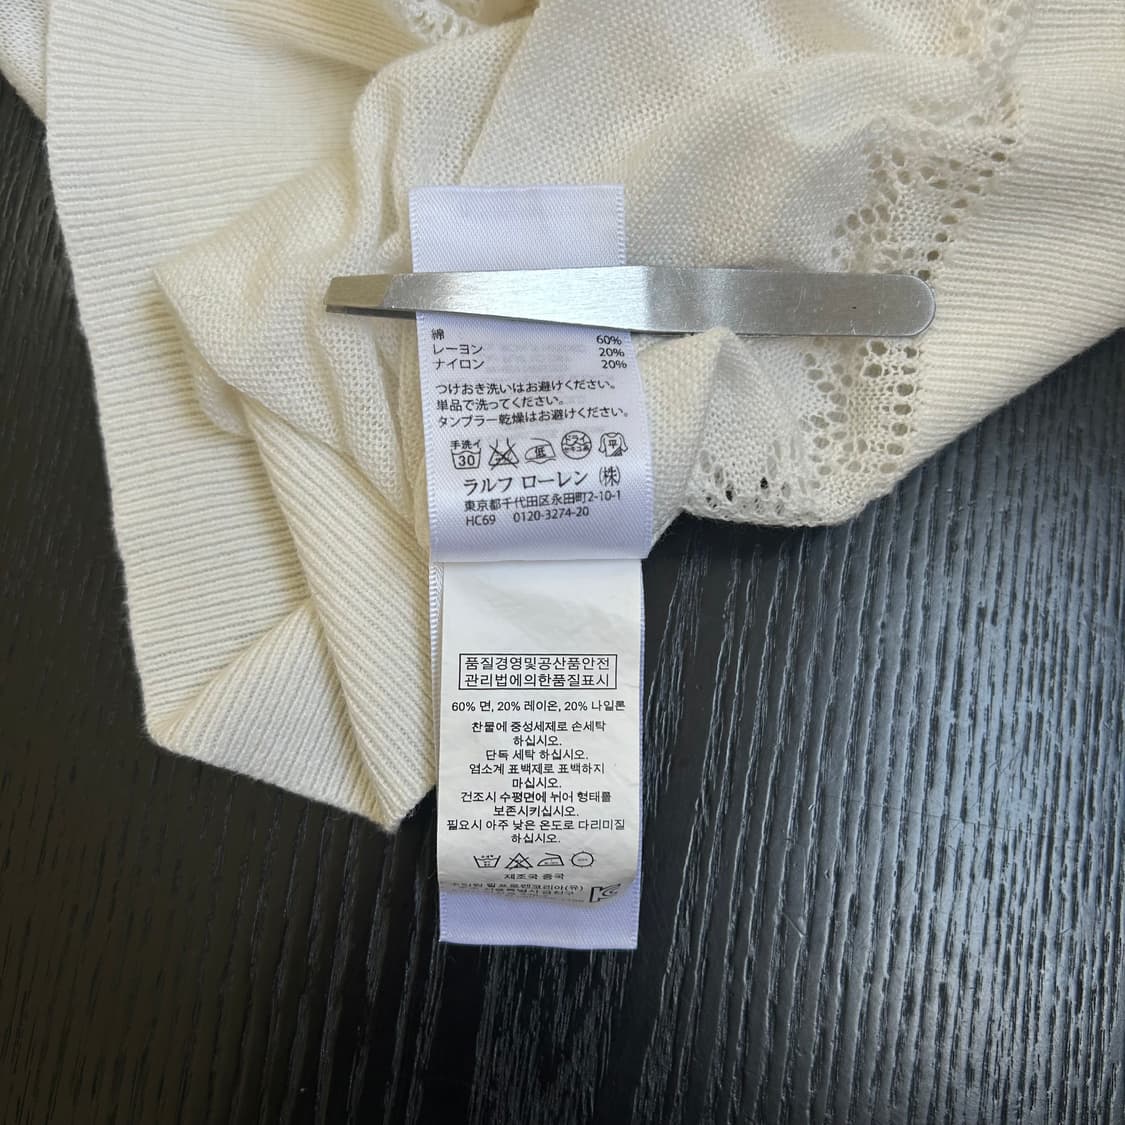 綿 60%
レーヨン 20%
ナイロン 20%
つけおき洗いはお避けください。
単品で洗ってください。
タンブラー乾燥はお避けください。
手洗イ
30
低
ドライ
平
ラルフ ローレン (株)
東京都千代田区永田町2-10-1
HC69 0120-3274-20
품질경영및공산품안전
관리법에의한품질표시
60% 면, 20% 레이온, 20% 나일론
찬물에 중성세제로 손세탁
하십시오.
단독 세탁 하십시오.
염소계 표백제로 표백하지
마십시오.
건조시 수평면에 뉘어 형태를
보존시키십시오.
필요시 아주 낮은 온도로 다리미질
하십시오.
제조국 중국